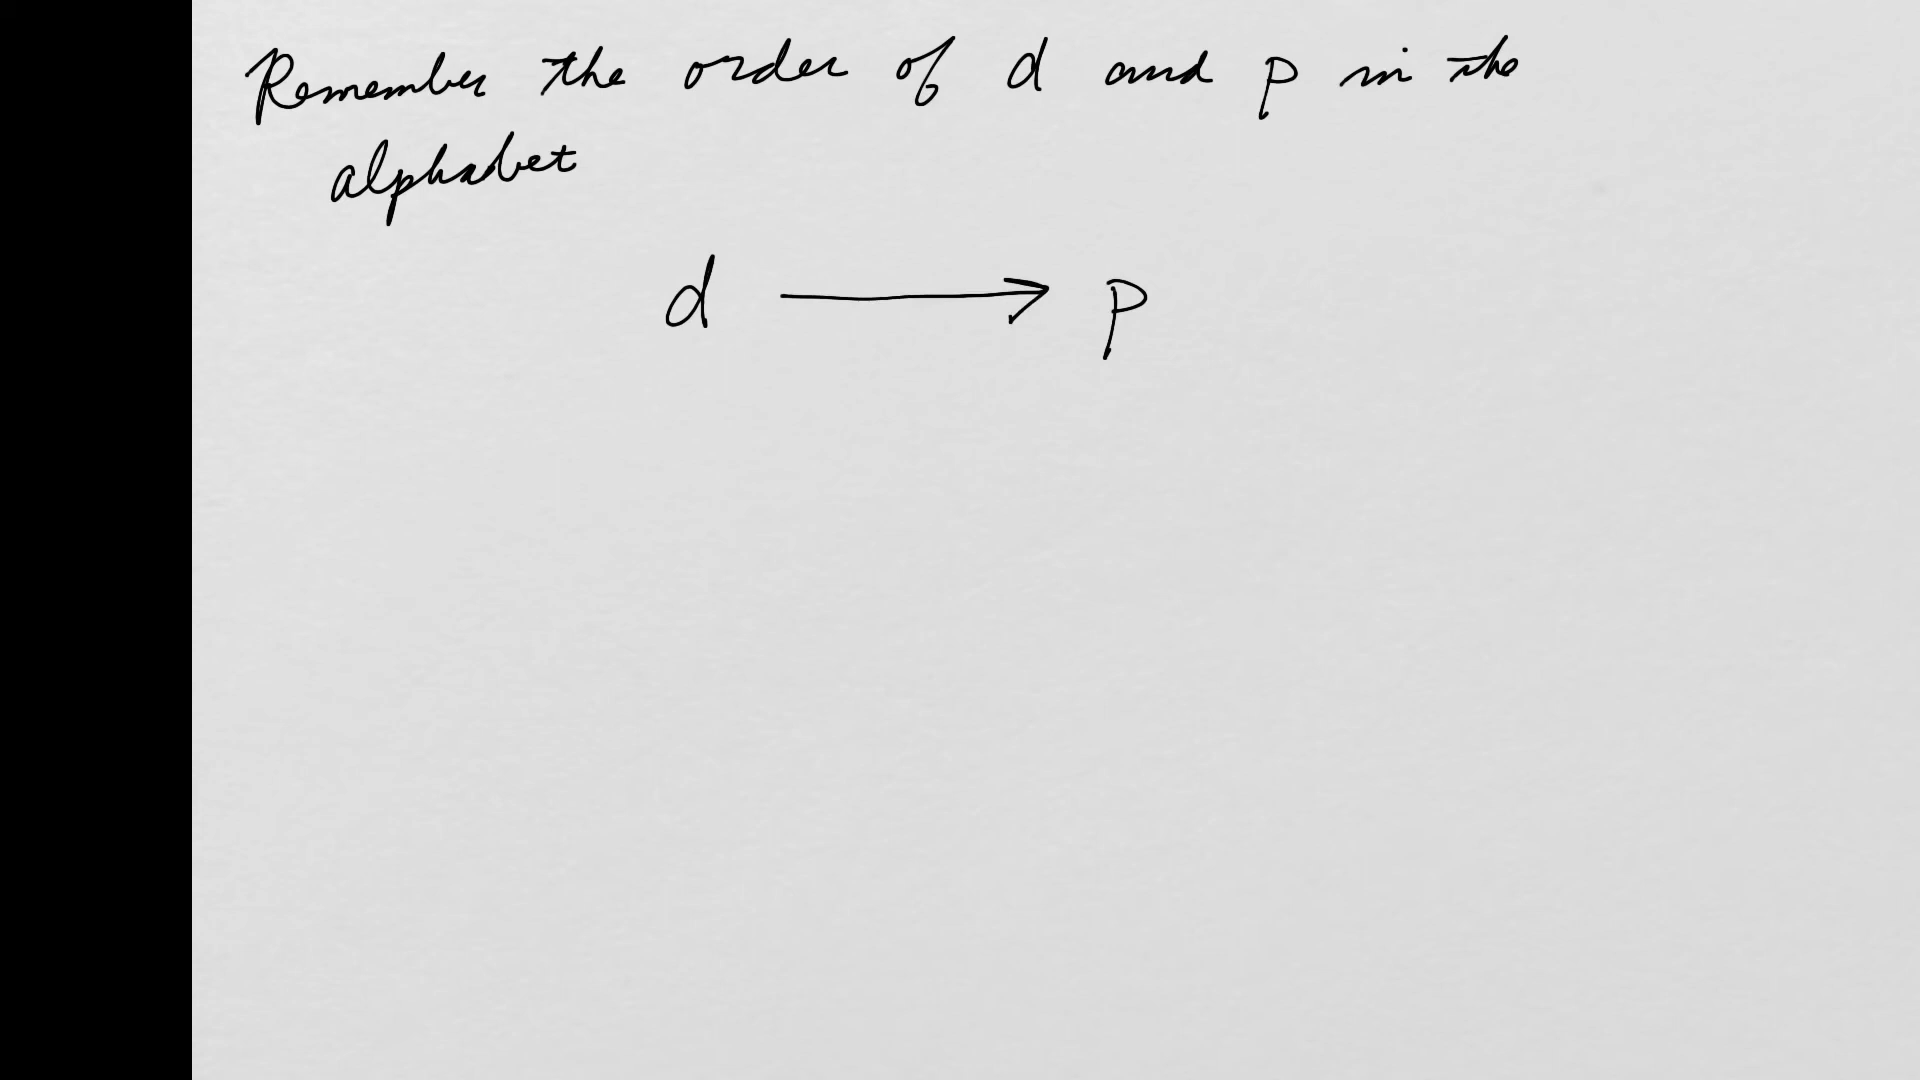 Remember the order of d and p in the
alphabet
d → p